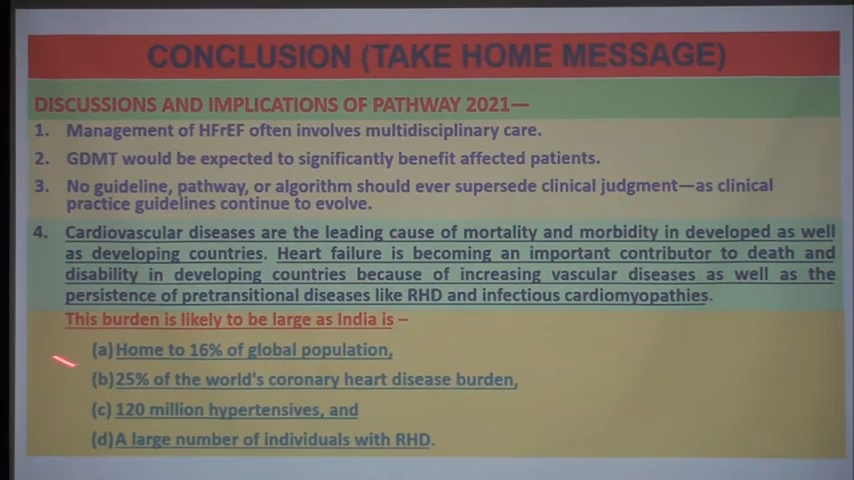 CONCLUSION (TAKE HOME MESSAGE)
DISCUSSIONS AND IMPLICATIONS OF PATHWAY 2021—
1. Management of HFrEF often involves multidisciplinary care.
2. GDMT would be expected to significantly benefit affected patients.
3. No guideline, pathway, or algorithm should ever supersede clinical judgment—as clinical
practice guidelines continue to evolve.
4. Cardiovascular diseases are the leading cause of mortality and morbidity in developed as well
as developing countries. Heart failure is becoming an important contributor to death and
disability in developing countries because of increasing vascular diseases as well as the
persistence of pretransitional diseases like RHD and infectious cardiomyopathies.
This burden is likely to be large as India is –
(a) Home to 16% of global population,
(b) 25% of the world's coronary heart disease burden,
(c) 120 million hypertensives, and
(d) A large number of individuals with RHD.